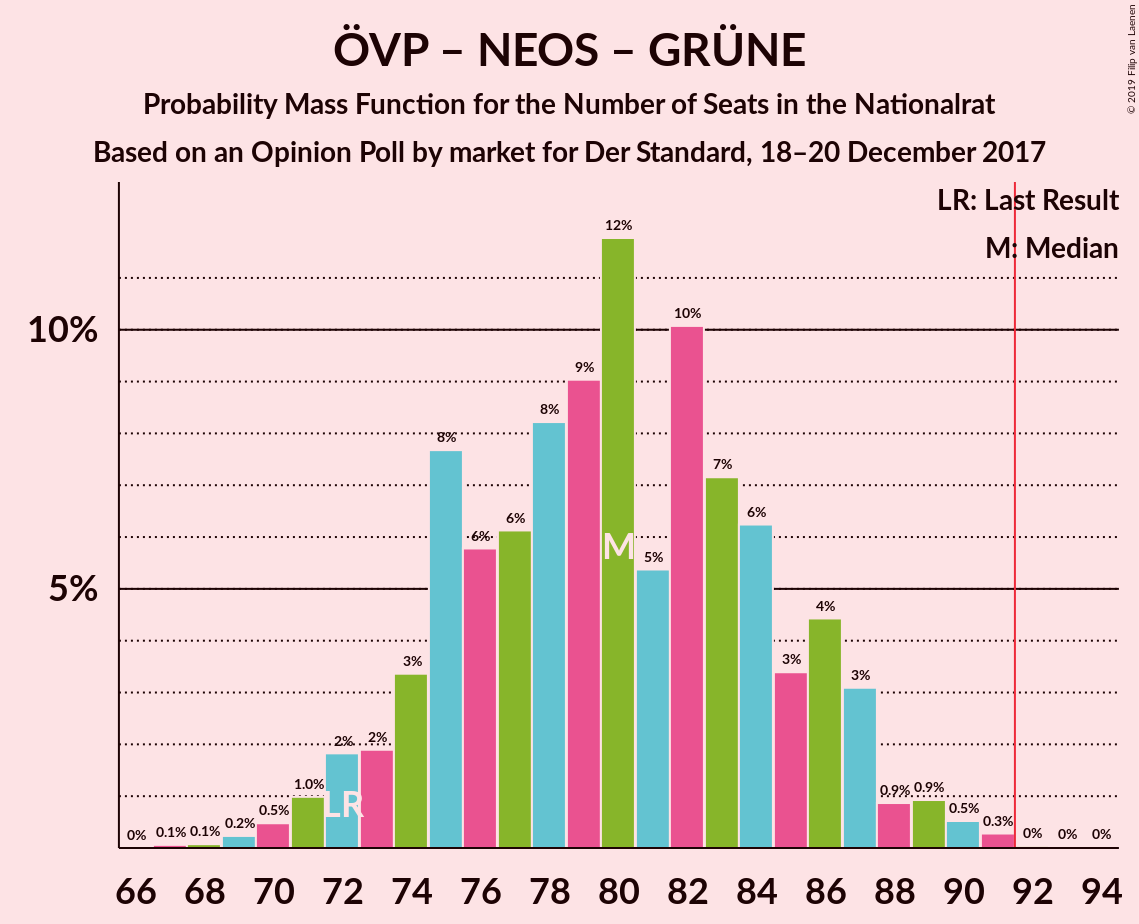 ÖVP – NEOS – GRÜNE
Probability Mass Function for the Number of Seats in the Nationalrat
Based on an Opinion Poll by market for Der Standard, 18–20 December 2017
© 2019 Filip van Laenen
LR: Last Result
M: Median
10%
5%
0% 0.1% 0.1% 0.2% 0.5% 1.0% 2% 2% 3% 8% 6% 6% 8% 9% 12% 5% 10% 7% 6% 3% 4% 3% 0.9% 0.9% 0.5% 0.3% 0% 0% 0%
M
LR
66 68 70 72 74 76 78 80 82 84 86 88 90 92 94